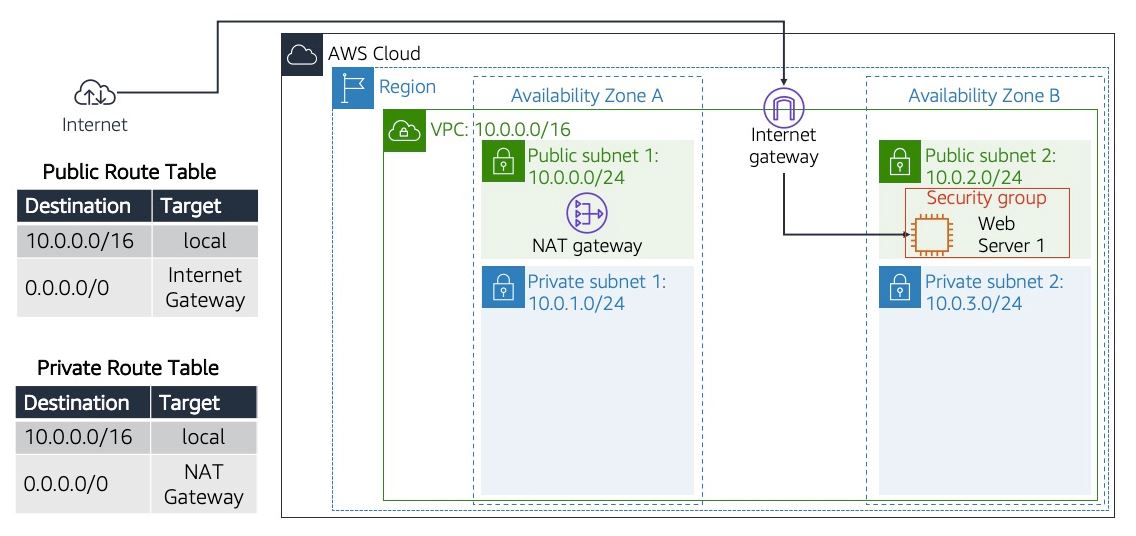 AWS Cloud
Region
Availability Zone A
Availability Zone B
Internet
VPC: 10.0.0.0/16
Internet
gateway
Public subnet 1:
10.0.0.0/24
NAT gateway
Public subnet 2:
10.0.2.0/24
Security group
Web
Server 1
Private subnet 1:
10.0.1.0/24
Private subnet 2:
10.0.3.0/24
Public Route Table
Destination Target
10.0.0.0/16 local
0.0.0.0/0 Internet
Gateway
Private Route Table
Destination Target
10.0.0.0/16 local
0.0.0.0/0 NAT
Gateway